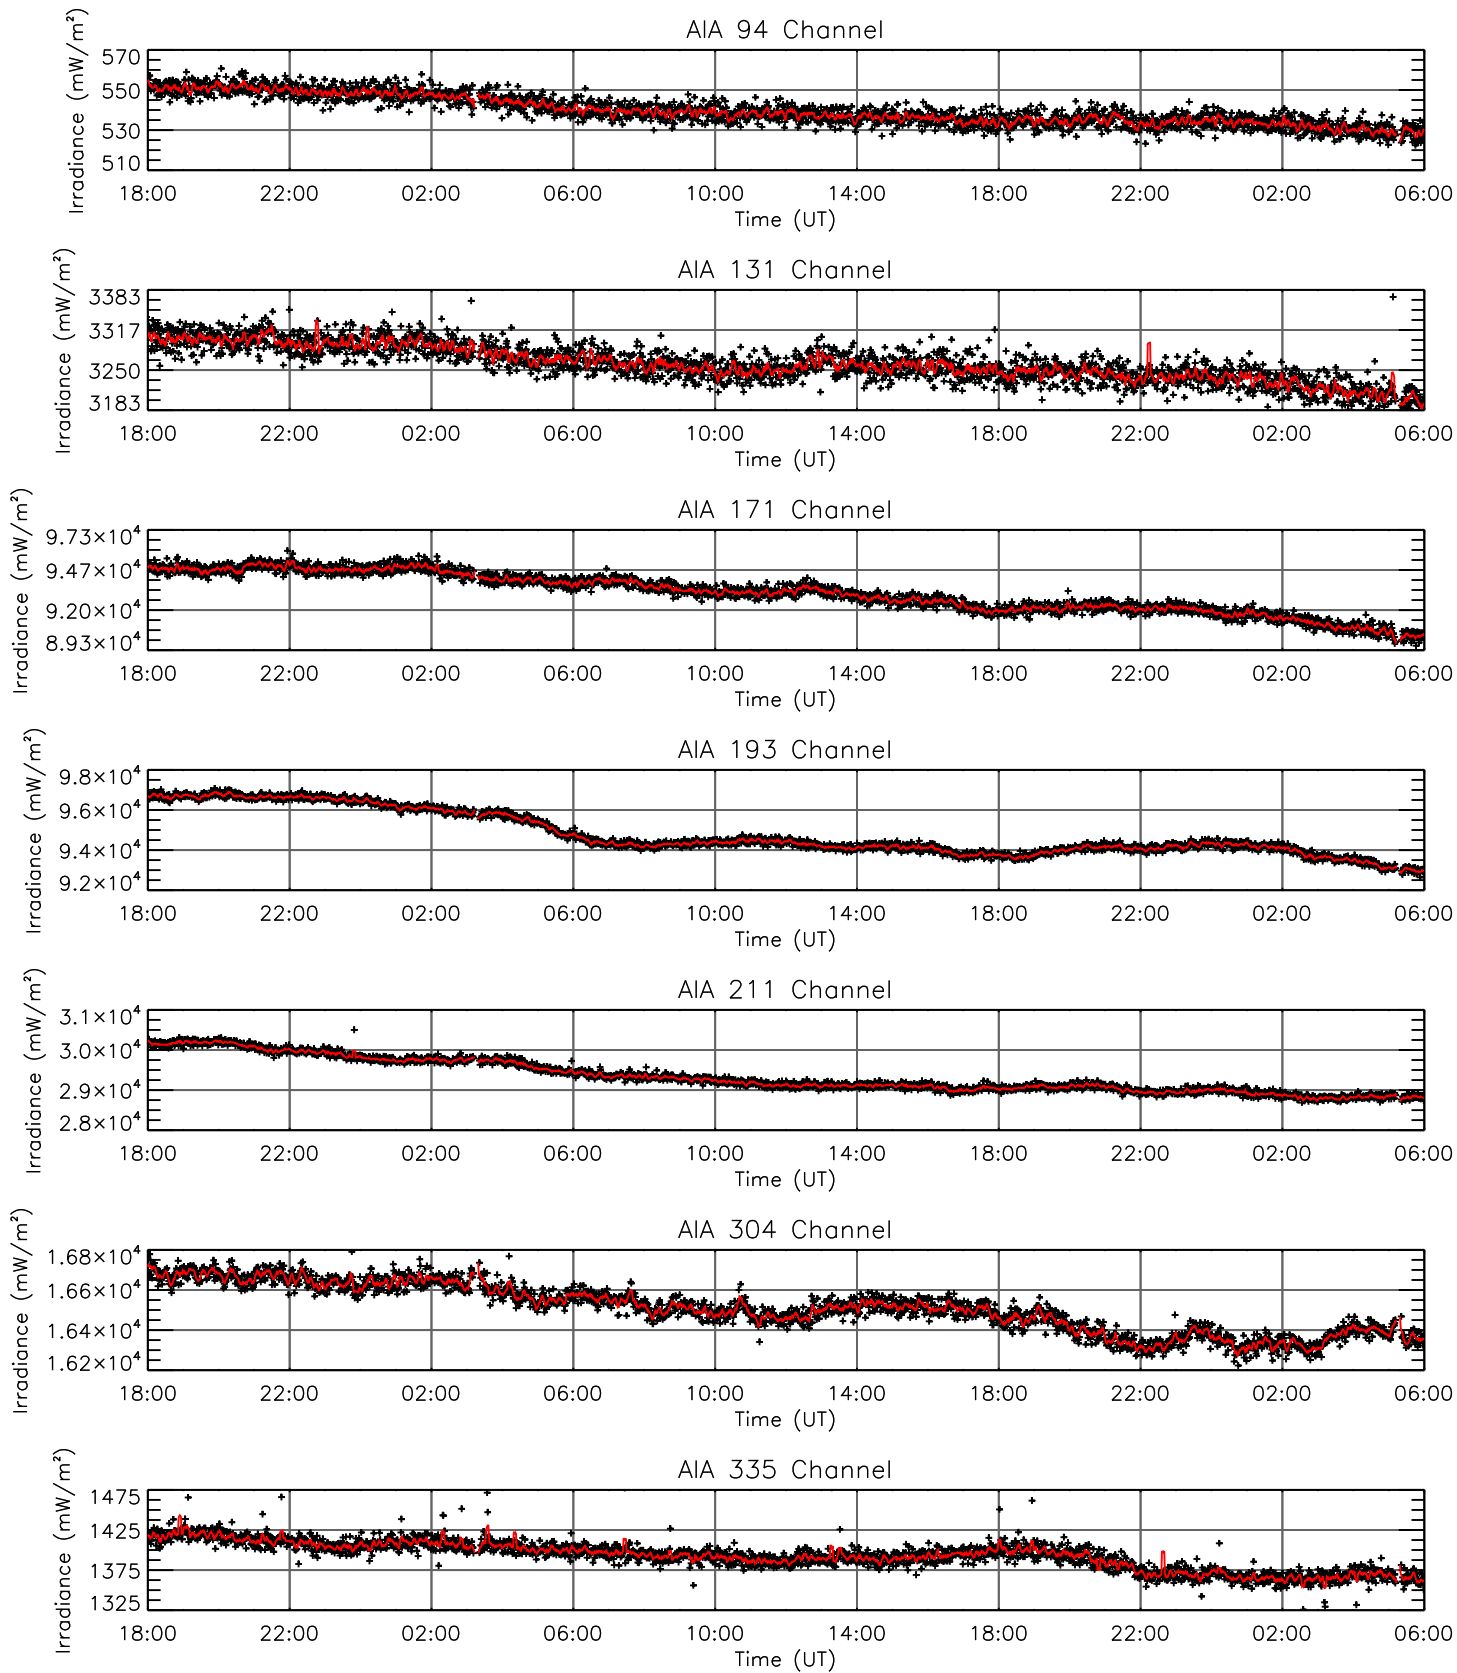 AIA 94 Channel
Irradiance (mW/m²)
570
550
530
510
18:00 22:00 02:00 06:00 10:00 14:00 18:00 22:00 02:00 06:00
Time (UT)
AIA 131 Channel
Irradiance (mW/m²)
3383
3317
3250
3183
18:00 22:00 02:00 06:00 10:00 14:00 18:00 22:00 02:00 06:00
Time (UT)
AIA 171 Channel
Irradiance (mW/m²)
9.73×10⁴
9.47×10⁴
9.20×10⁴
8.93×10⁴
18:00 22:00 02:00 06:00 10:00 14:00 18:00 22:00 02:00 06:00
Time (UT)
AIA 193 Channel
Irradiance (mW/m²)
9.8×10⁴
9.6×10⁴
9.4×10⁴
9.2×10⁴
18:00 22:00 02:00 06:00 10:00 14:00 18:00 22:00 02:00 06:00
Time (UT)
AIA 211 Channel
Irradiance (mW/m²)
3.1×10⁴
3.0×10⁴
2.9×10⁴
2.8×10⁴
18:00 22:00 02:00 06:00 10:00 14:00 18:00 22:00 02:00 06:00
Time (UT)
AIA 304 Channel
Irradiance (mW/m²)
1.68×10⁴
1.66×10⁴
1.64×10⁴
1.62×10⁴
18:00 22:00 02:00 06:00 10:00 14:00 18:00 22:00 02:00 06:00
Time (UT)
AIA 335 Channel
Irradiance (mW/m²)
1475
1425
1375
1325
18:00 22:00 02:00 06:00 10:00 14:00 18:00 22:00 02:00 06:00
Time (UT)